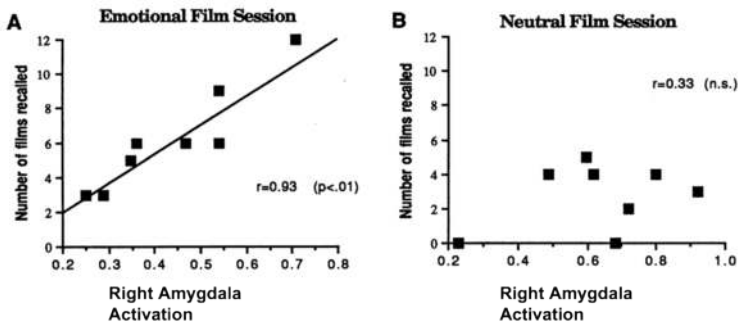 A
Emotional Film Session
12
10
8
6
4
2
0
Number of films recalled
r=0.93 (p<.01)
0.2 0.3 0.4 0.5 0.6 0.7 0.8
Right Amygdala
Activation
B
Neutral Film Session
12
10
8
6
4
2
0
Number of films recalled
r=0.33 (n.s.)
0.2 0.4 0.6 0.8 1.0
Right Amygdala
Activation